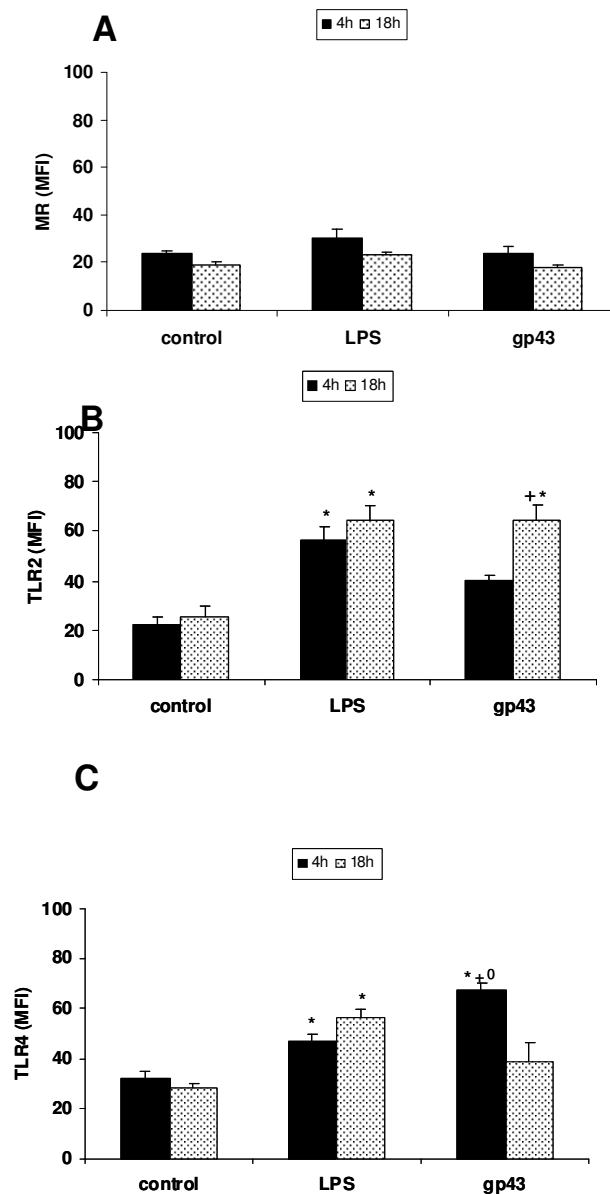 A
4h 18h
MR (MFI)
100
80
60
40
20
0
control LPS gp43
4h 18h
B
TLR2 (MFI)
100
80
60
40
20
0
* * + *
control LPS gp43
C
4h 18h
TLR4 (MFI)
100
80
60
40
20
0
* * * + 0
control LPS gp43